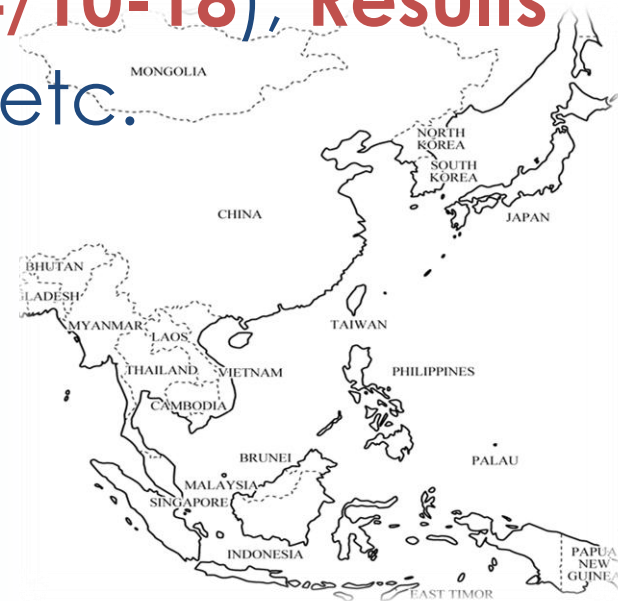 /10-18), Results
etc.
MONGOLIA
NORTH
KOREA
SOUTH
KOREA
CHINA
JAPAN
BHUTAN
LADESH
MYANMAR
TAIWAN
LAOS
THAILAND
VIETNAM
PHILIPPINES
CAMBODIA
BRUNEI
PALAU
MALAYSIA
SINGAPORE
INDONESIA
PAPUA
NEW
GUINEA
EAST TIMOR